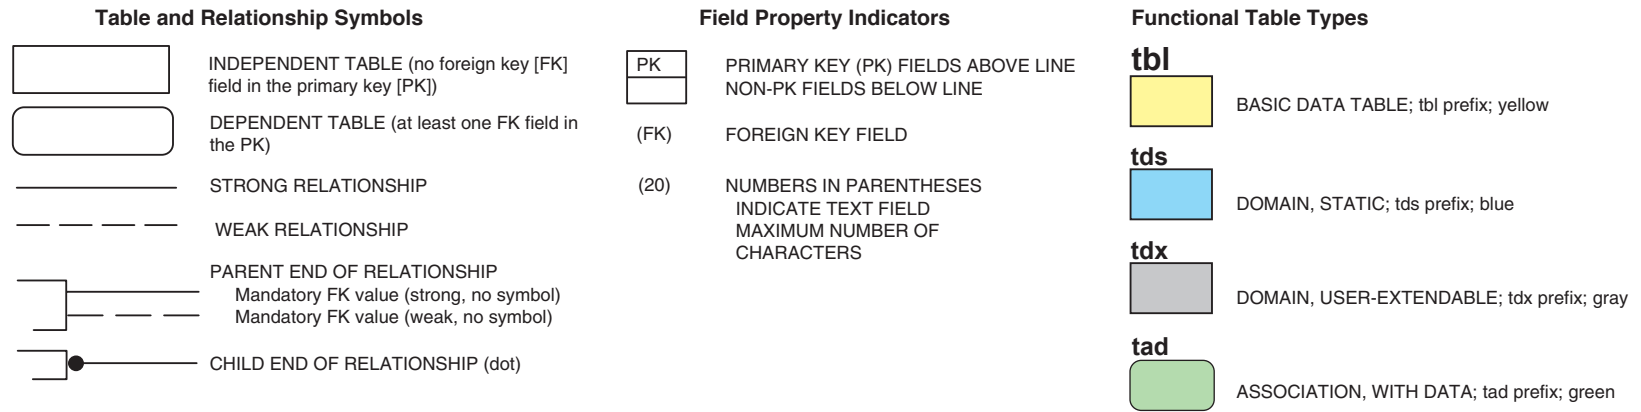 Table and Relationship Symbols
INDEPENDENT TABLE (no foreign key [FK]
field in the primary key [PK])
DEPENDENT TABLE (at least one FK field in
the PK)
STRONG RELATIONSHIP
WEAK RELATIONSHIP
PARENT END OF RELATIONSHIP
Mandatory FK value (strong, no symbol)
Mandatory FK value (weak, no symbol)
CHILD END OF RELATIONSHIP (dot)
Field Property Indicators
PK
PRIMARY KEY (PK) FIELDS ABOVE LINE
NON-PK FIELDS BELOW LINE
(FK)
FOREIGN KEY FIELD
(20)
NUMBERS IN PARENTHESES
INDICATE TEXT FIELD
MAXIMUM NUMBER OF
CHARACTERS
Functional Table Types
tbl
BASIC DATA TABLE; tbl prefix; yellow
tds
DOMAIN, STATIC; tds prefix; blue
tdx
DOMAIN, USER-EXTENDABLE; tdx prefix; gray
tad
ASSOCIATION, WITH DATA; tad prefix; green